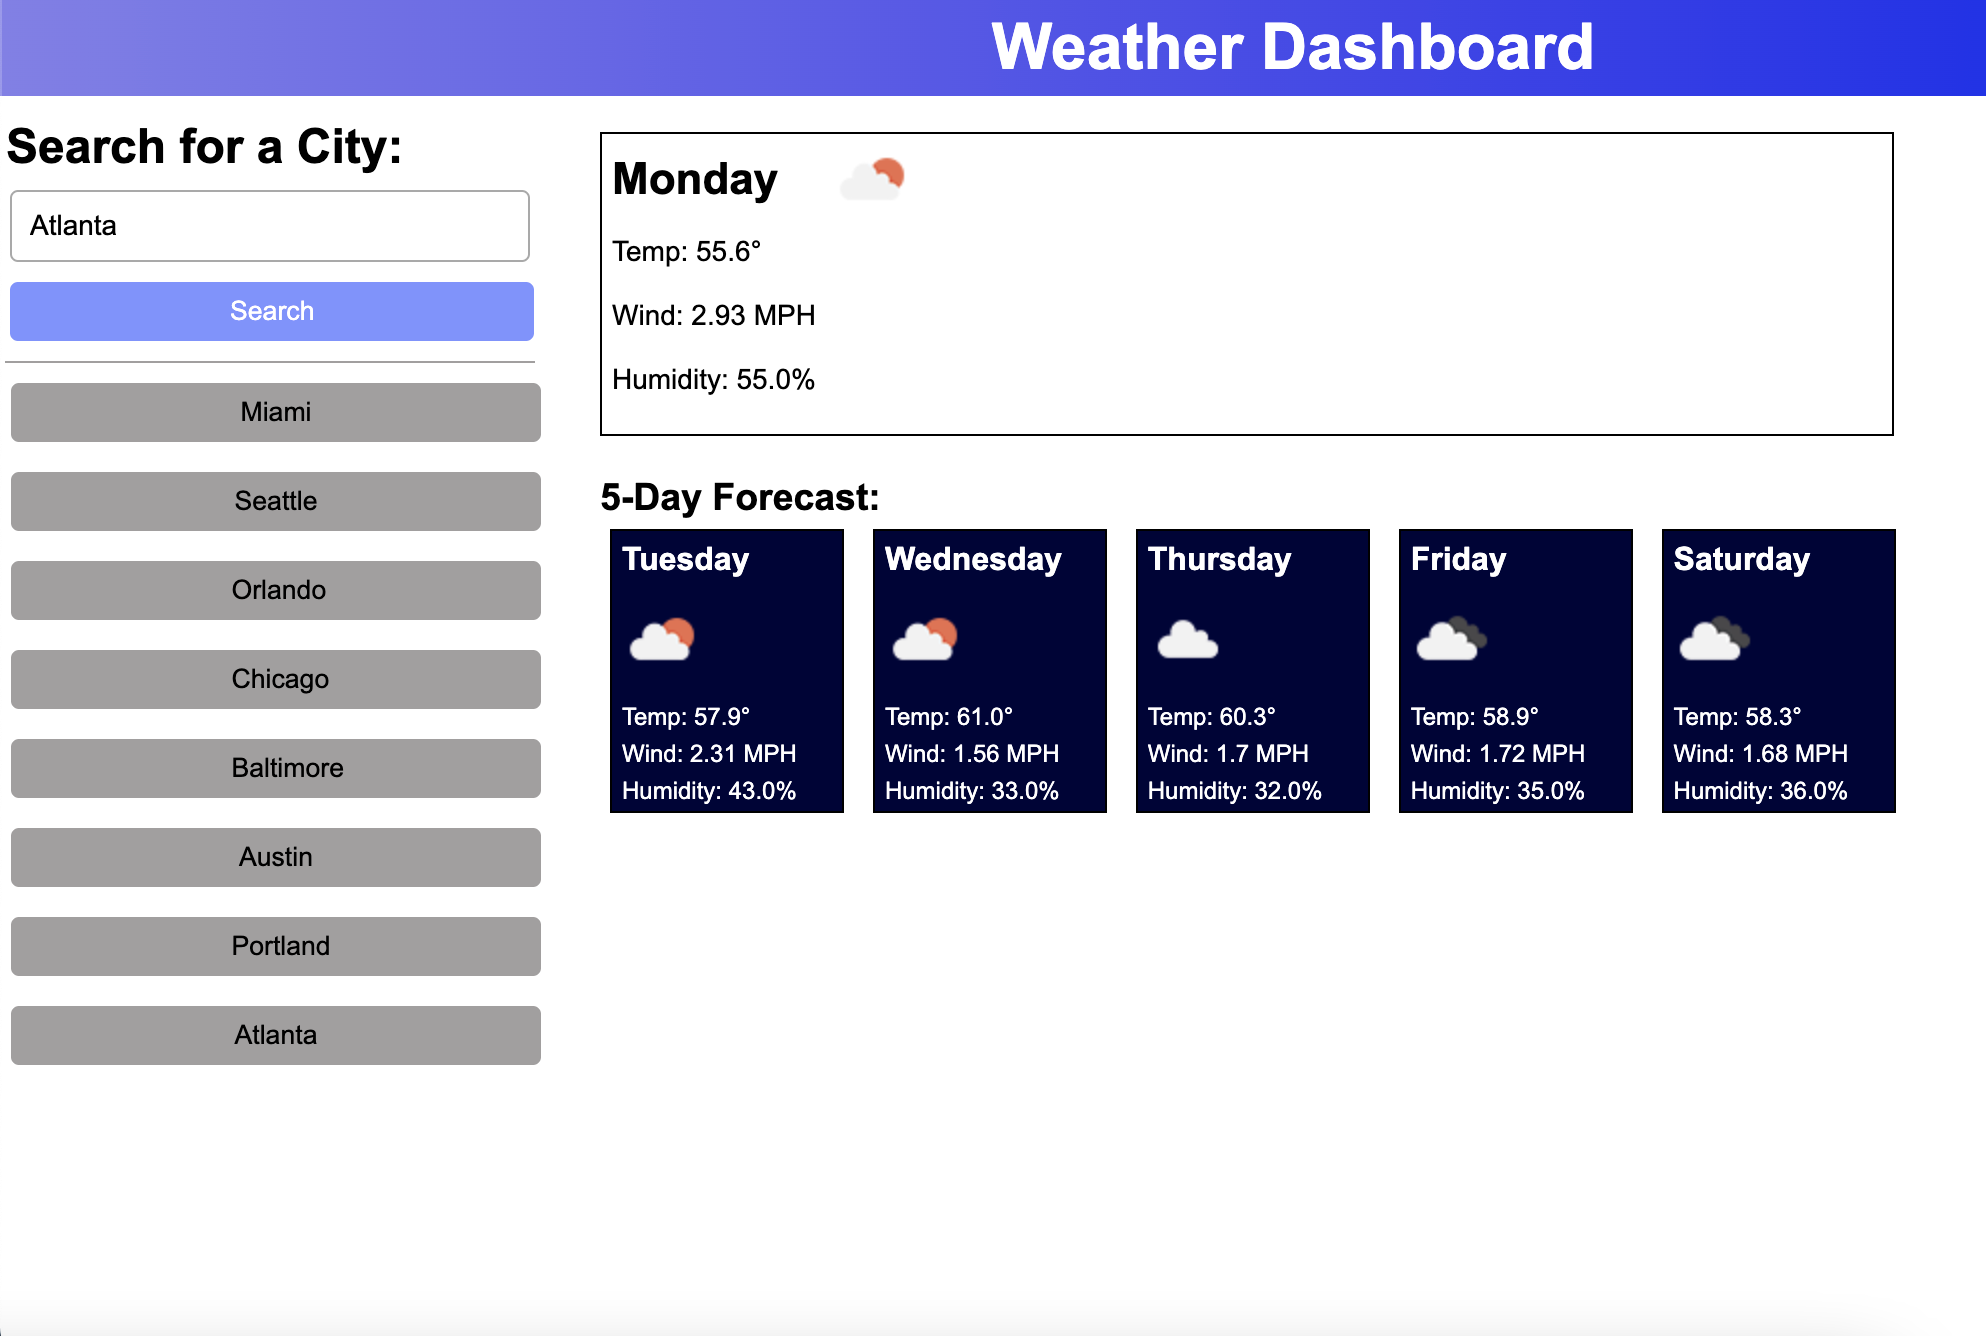 Weather Dashboard
Search for a City:
Atlanta
Search
Miami
Seattle
Orlando
Chicago
Baltimore
Austin
Portland
Atlanta
Monday
Temp: 55.6°
Wind: 2.93 MPH
Humidity: 55.0%
5-Day Forecast:
Tuesday
Temp: 57.9°
Wind: 2.31 MPH
Humidity: 43.0%
Wednesday
Temp: 61.0°
Wind: 1.56 MPH
Humidity: 33.0%
Thursday
Temp: 60.3°
Wind: 1.7 MPH
Humidity: 32.0%
Friday
Temp: 58.9°
Wind: 1.72 MPH
Humidity: 35.0%
Saturday
Temp: 58.3°
Wind: 1.68 MPH
Humidity: 36.0%